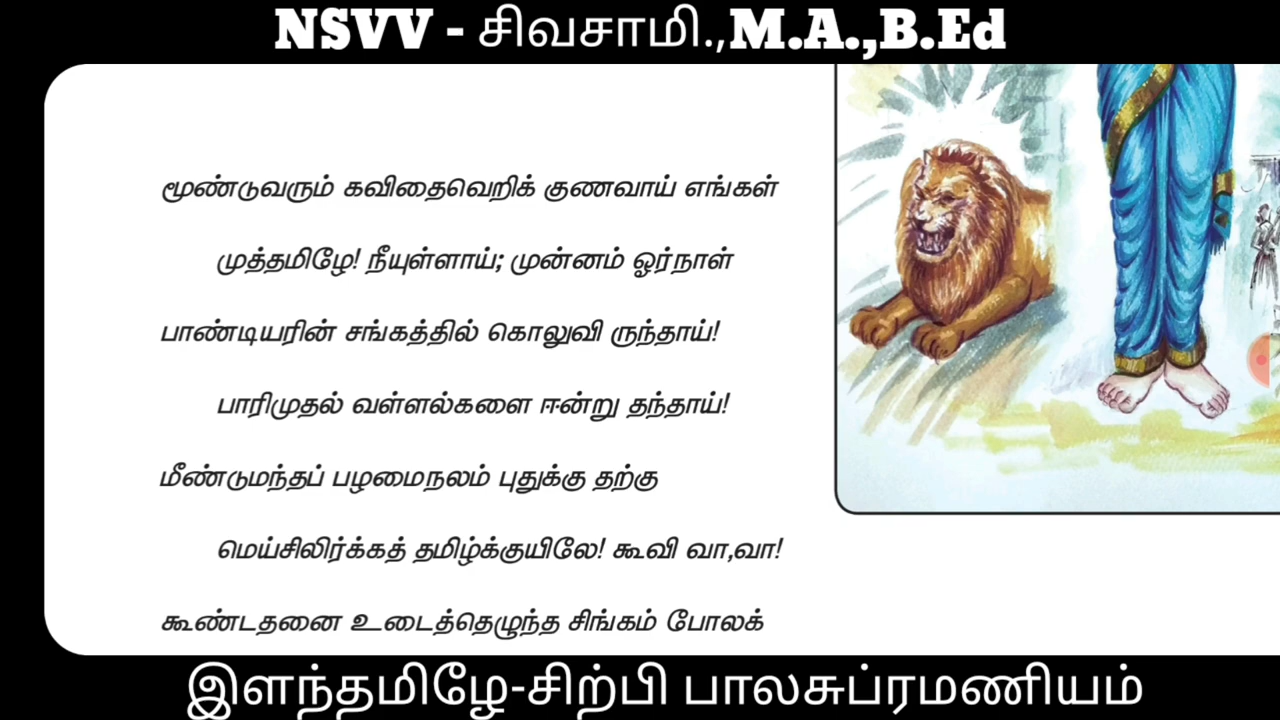 NSVV - சிவசாமி.,M.A.,B.Ed
மூண்டுவரும் கவிதைவெறிக் குணவாய் எங்கள்
முத்தமிழே! நீயுள்ளாய்; முன்னம் ஓர்நாள்
பாண்டியரின் சங்கத்தில் கொலுவி ருந்தாய்!
பாரிமுதல் வள்ளல்களை ஈன்று தந்தாய்!
மீண்டுமந்தப் பழமைநலம் புதுக்கு தற்கு
மெய்சிலிர்க்கத் தமிழ்க்குயிலே! கூவி வா,வா!
கூண்டதனை உடைத்தெழுந்த சிங்கம் போலக்
இளந்தமிழே-சிற்பி பாலசுப்ரமணியம்